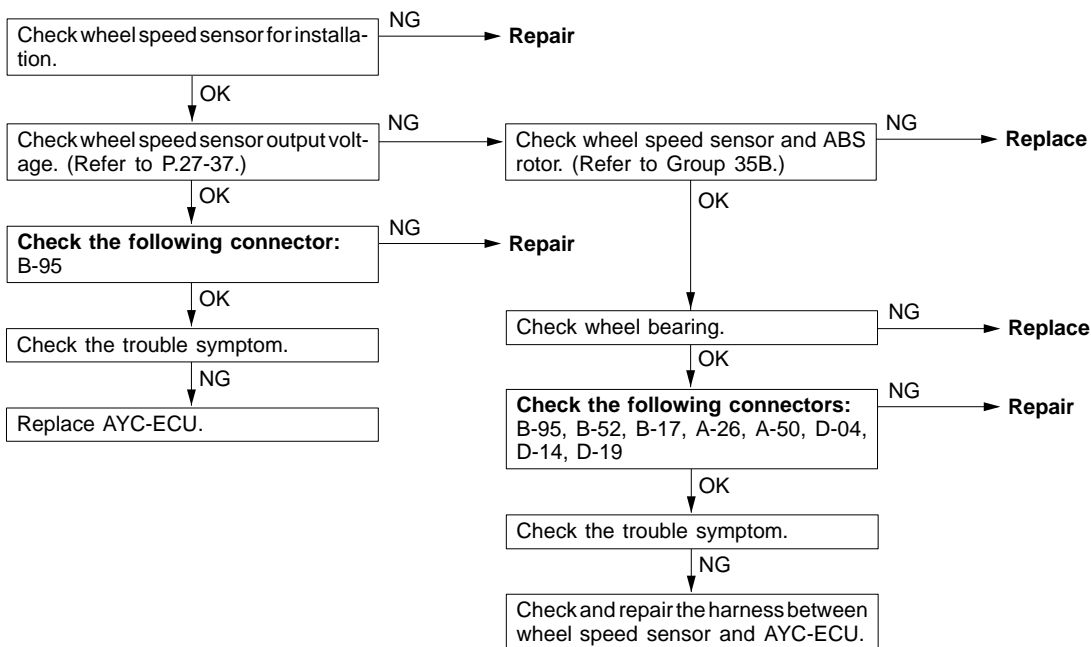 Check wheel speed sensor for installa-
tion.
NG
Repair
OK
Check wheel speed sensor output volt-
age. (Refer to P.27-37.)
NG
Check wheel speed sensor and ABS
rotor. (Refer to Group 35B.)
NG
Replace
OK
OK
Check the following connector:
B-95
NG
Repair
OK
Check the trouble symptom.
NG
Replace AYC-ECU.
Check wheel bearing.
NG
Replace
OK
Check the following connectors:
B-95, B-52, B-17, A-26, A-50, D-04,
D-14, D-19
NG
Repair
OK
Check the trouble symptom.
NG
Check and repair the harness between
wheel speed sensor and AYC-ECU.